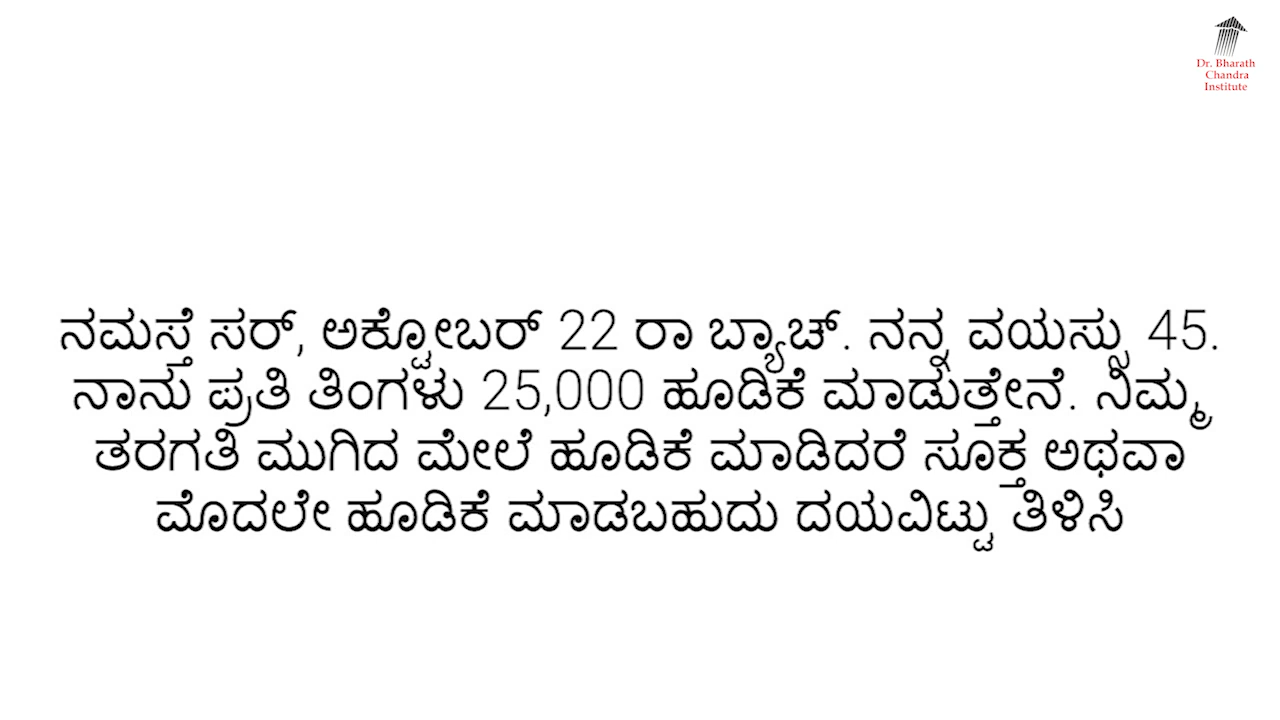 Dr. Bharath
Chandra
Institute
ನಮಸ್ತೆ ಸರ್, ಅಕ್ಟೋಬರ್ 22 ರಾ ಬ್ಯಾಚ್. ನನ್ನ ವಯಸ್ಸು 45.
ನಾನು ಪ್ರತಿ ತಿಂಗಳು 25,000 ಹೂಡಿಕೆ ಮಾಡುತ್ತೇನೆ. ನಿಮ್ಮ
ತರಗತಿ ಮುಗಿದ ಮೇಲೆ ಹೂಡಿಕೆ ಮಾಡಿದರೆ ಸೂಕ್ತ ಅಥವಾ
ಮೊದಲೇ ಹೂಡಿಕೆ ಮಾಡಬಹುದು ದಯವಿಟ್ಟು ತಿಳಿಸಿ